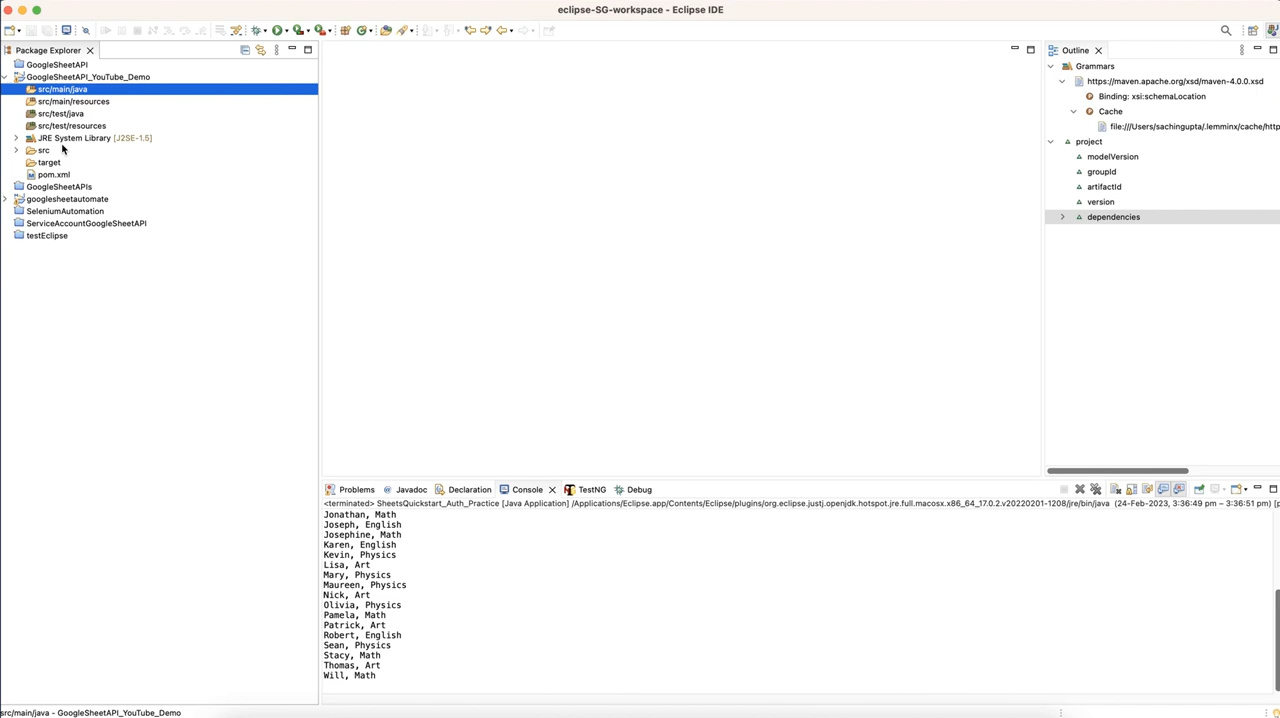 eclipse-SG-workspace - Eclipse IDE
Package Explorer
GoogleSheetAPI
GoogleSheetAPI_YouTube_Demo
src/main/java
src/main/resources
src/test/java
src/test/resources
JRE System Library [J2SE-1.5]
src
target
pom.xml
GoogleSheetAPIs
googlesheetautomate
SeleniumAutomation
ServiceAccountGoogleSheetAPI
testEclipse
Outline
Grammars
https://maven.apache.org/xsd/maven-4.0.0.xsd
Binding: xsi:schemaLocation
Cache
file:///Users/sachingupta/.lemminx/cache/http
project
modelVersion
groupId
artifactId
version
dependencies
Problems Javadoc Declaration Console TestNG Debug
<terminated> SheetsQuickstart_Auth_Practice [Java Application] /Applications/Eclipse.app/Contents/Eclipse/plugins/org.eclipse.justj.openjdk.hotspot.jre.full.macosx.x86_64_17.0.2.v20220201-1208/jre/bin/java (24-Feb-2023, 3:36:49 pm – 3:36:51 pm) [p
Jonathan, Math
Joseph, English
Josephine, Math
Karen, English
Kevin, Physics
Lisa, Art
Mary, Physics
Maureen, Physics
Nick, Art
Olivia, Physics
Pamela, Math
Patrick, Art
Robert, English
Sean, Physics
Stacy, Math
Thomas, Art
Will, Math
src/main/java - GoogleSheetAPI_YouTube_Demo